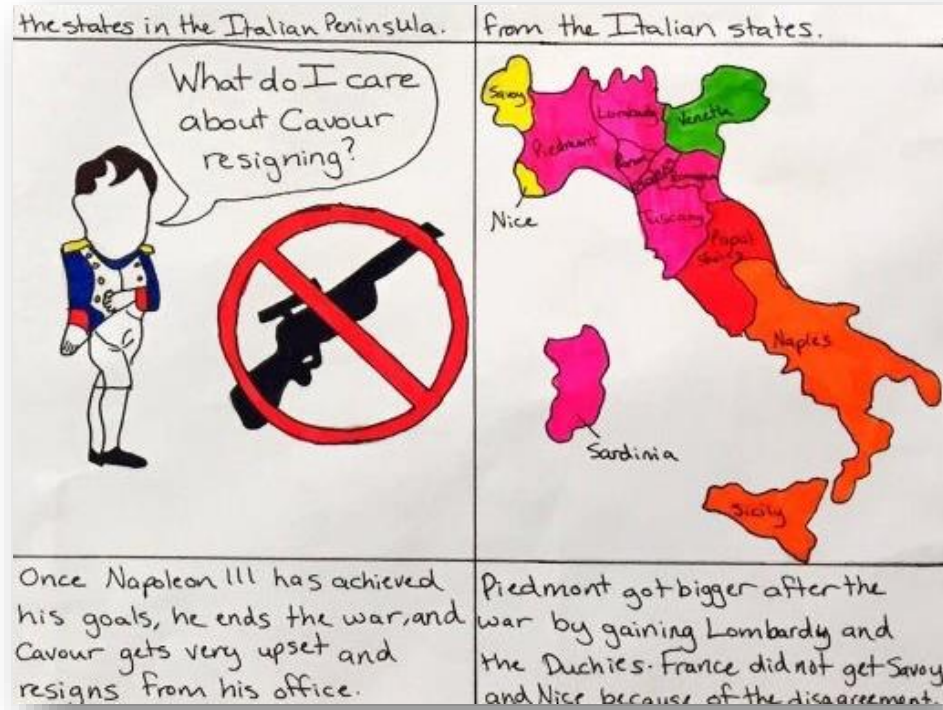 the states in the Italian Peninsula.
What do I care
about Cavour
resigning?
Once Napoleon III has achieved
his goals, he ends the war, and
Cavour gets very upset and
resigns from his office.
from the Italian states.
Savoy
Lombardy
Venetia
Piedmont
Parma
Nice
Tuscany
Papal
States
Naples
Sardinia
Sicily
Piedmont got bigger after the
war by gaining Lombardy and
the Duchies. France did not get Savoy
and Nice because of the disagreement.